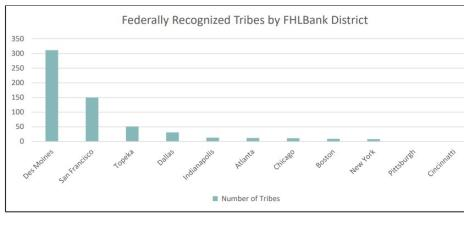 Federally Recognized Tribes by FHLBank District
350
300
250
200
150
100
50
0
Des Moines
San Francisco
Topeka
Dallas
Indianapolis
Atlanta
Chicago
Boston
New York
Pittsburgh
Cincinnatti
Number of Tribes